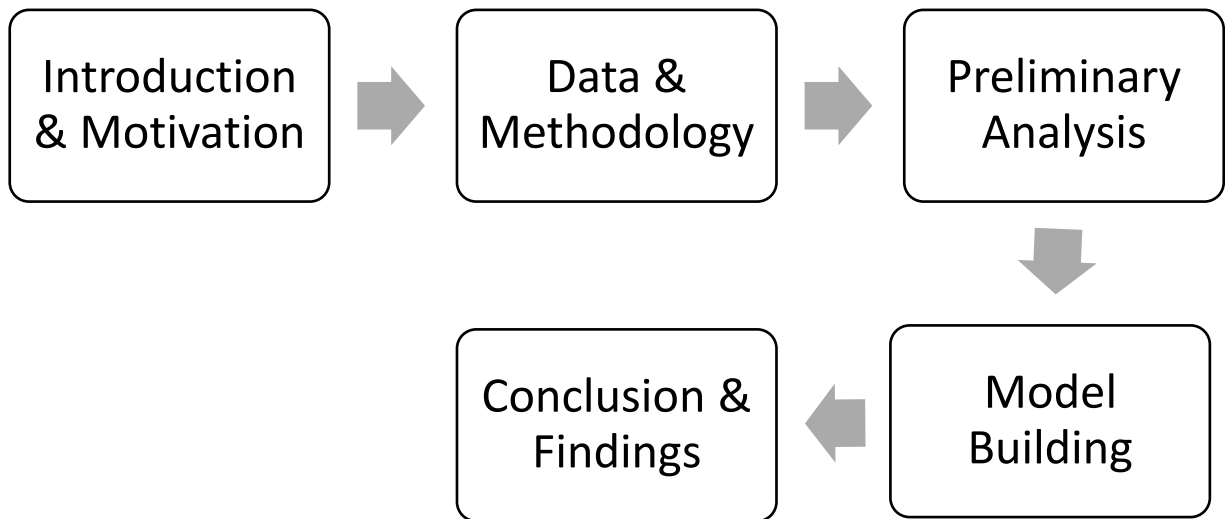 Introduction
& Motivation
Data &
Methodology
Preliminary
Analysis
Model
Building
Conclusion &
Findings